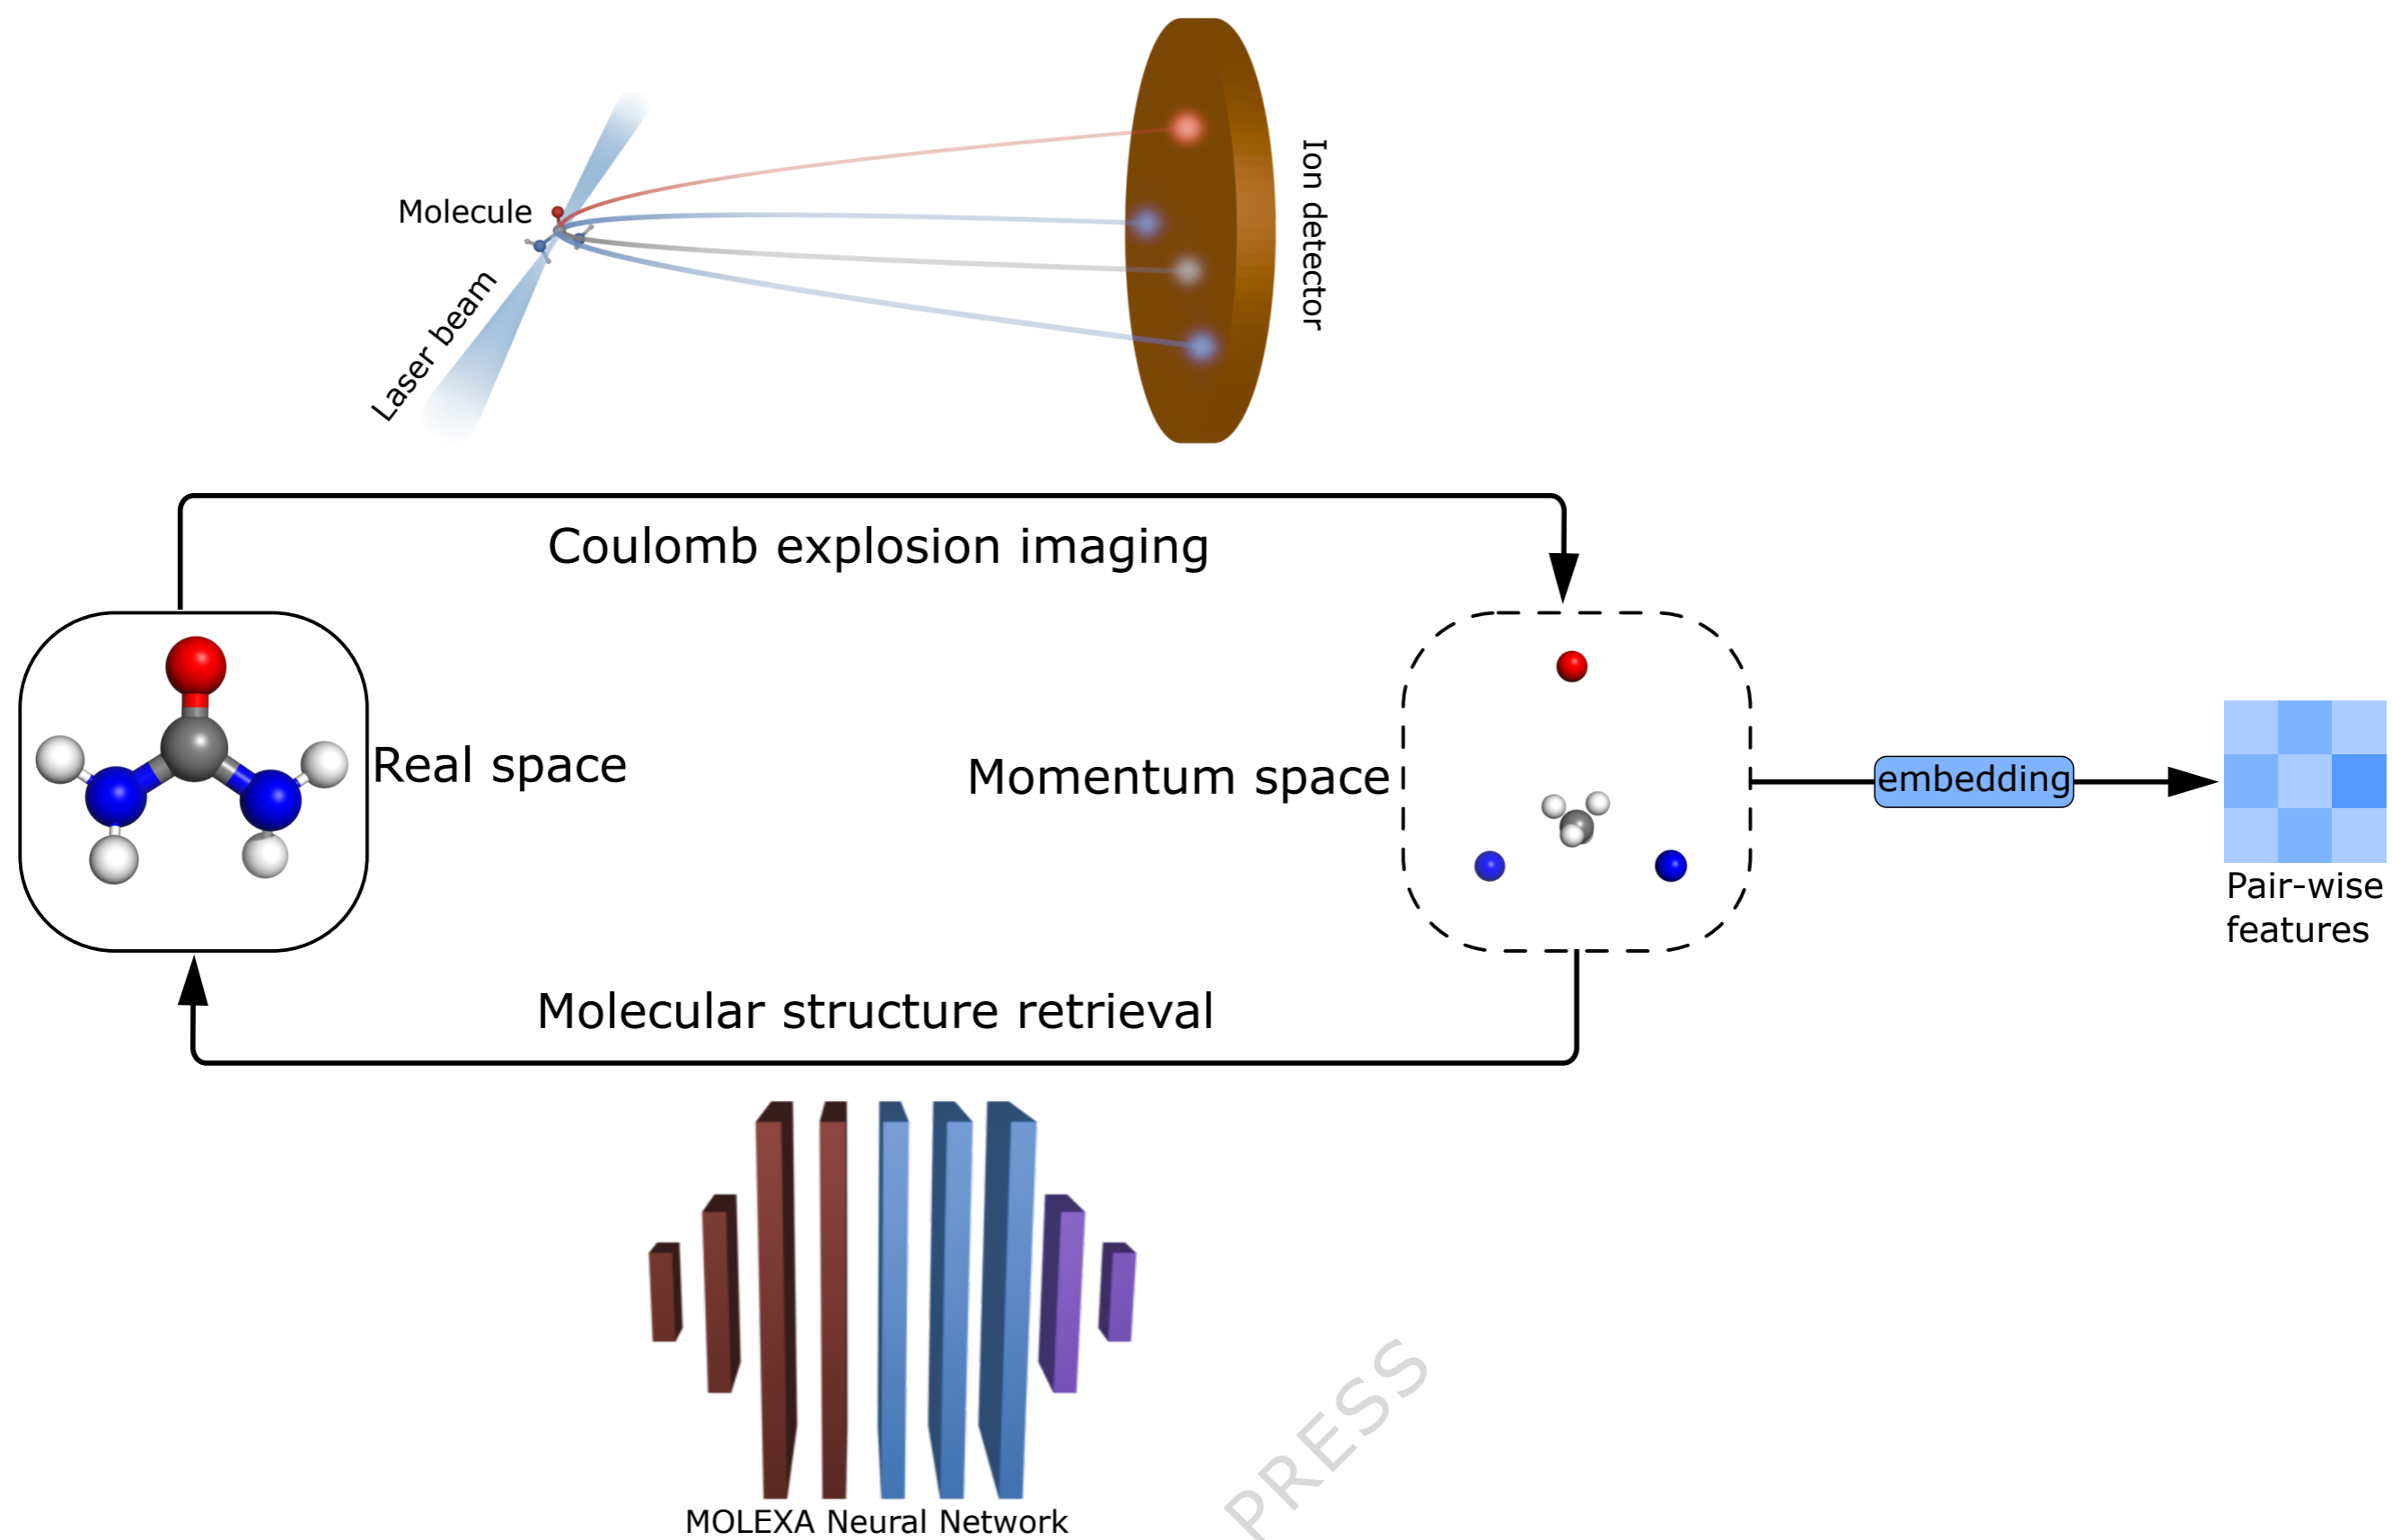 Molecule
Laser beam
Ion detector
Coulomb explosion imaging
Real space
Momentum space
embedding
Pair-wise
features
Molecular structure retrieval
MOLEXA Neural Network
PRESS